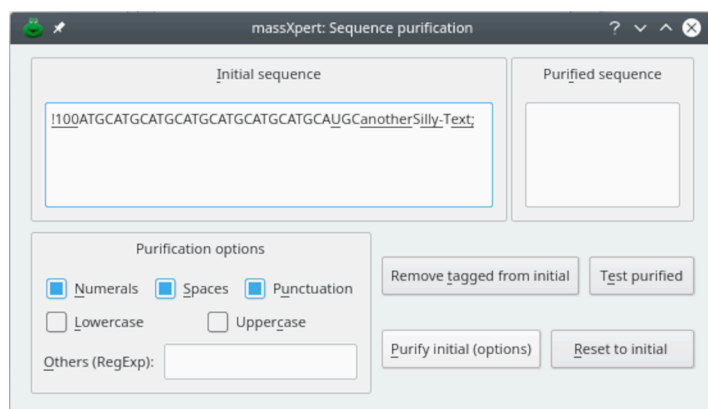 massXpert: Sequence purification
Initial sequence
Purified sequence
!100ATGCATGCATGCATGCATGCATGCATGCAUGCanotherSilly-Text;
Purification options
Numerals Spaces Punctuation
Lowercase Uppercase
Others (RegExp):
Remove tagged from initial Test purified
Purify initial (options) Reset to initial